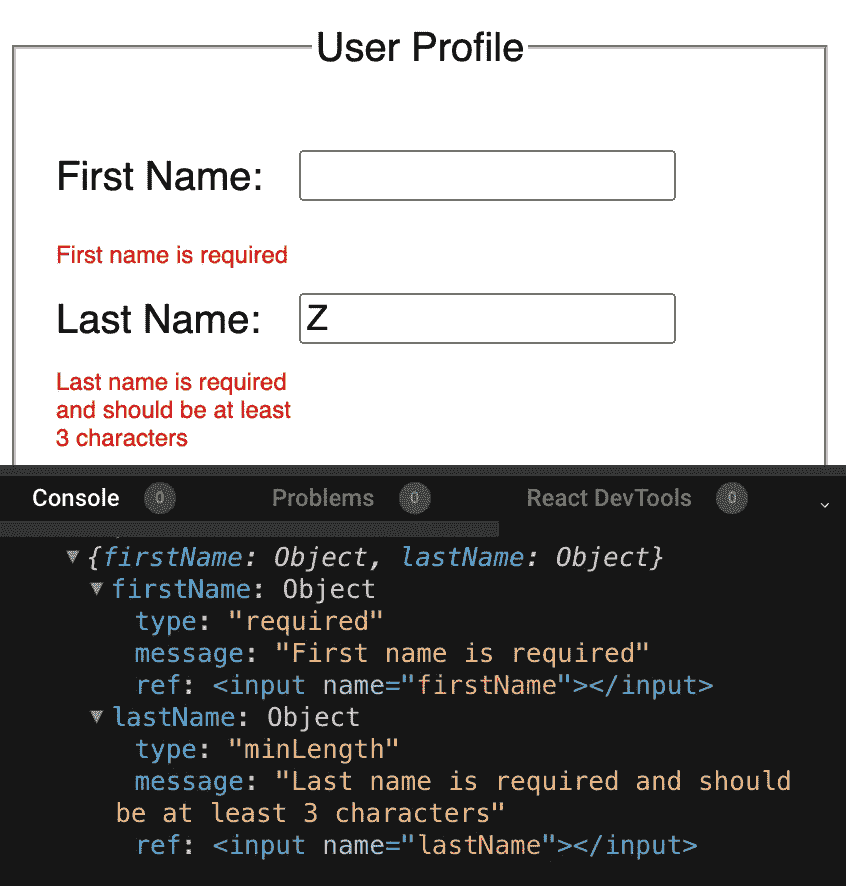 User Profile
First Name:
First name is required
Last Name: Z
Last name is required
and should be at least
3 characters
Console 0 Problems 0 React DevTools 0
▼ {firstName: Object, lastName: Object}
▼ firstName: Object
type: "required"
message: "First name is required"
ref: <input name="firstName"></input>
▼ lastName: Object
type: "minLength"
message: "Last name is required and should
be at least 3 characters"
ref: <input name="lastName"></input>